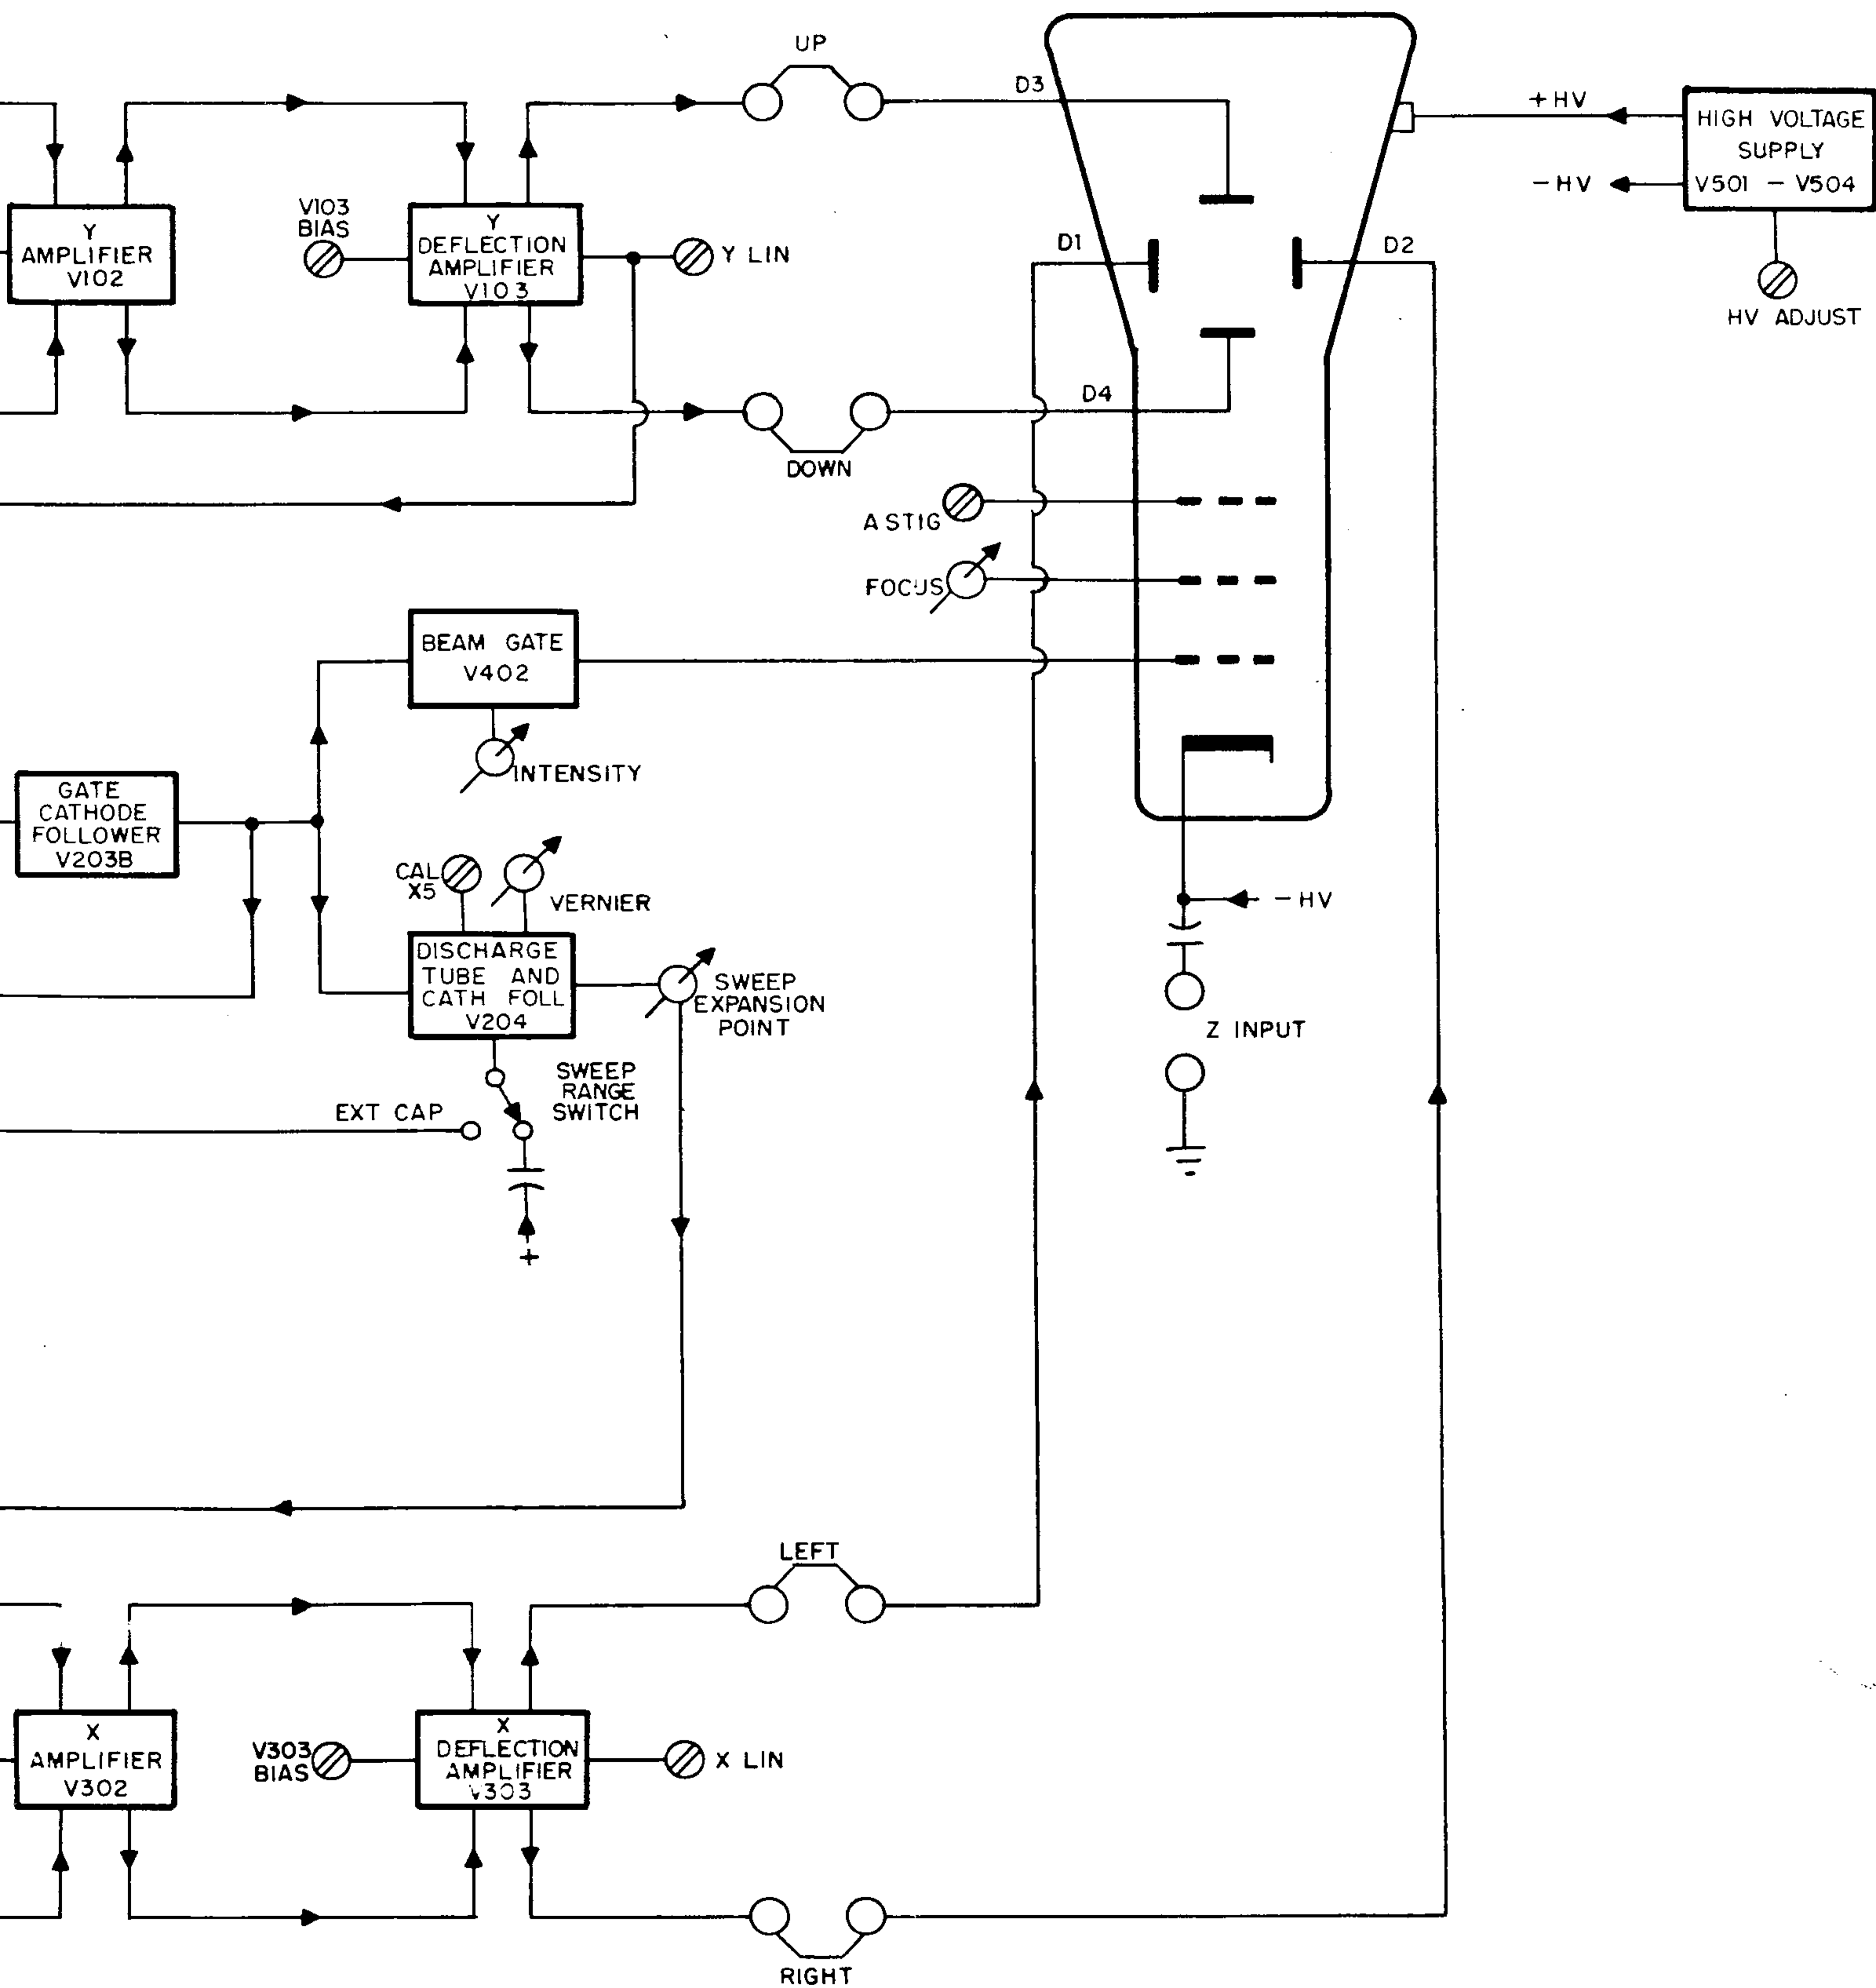 UP
D3
+HV
HIGH VOLTAGE
SUPPLY
V501 – V504
–HV
HV ADJUST
Y
AMPLIFIER
V102
V103
BIAS
Y
DEFLECTION
AMPLIFIER
V103
Y LIN
D1
D2
D4
DOWN
ASTIG
FOCUS
BEAM GATE
V402
INTENSITY
GATE
CATHODE
FOLLOWER
V203B
CAL
X5
VERNIER
–HV
DISCHARGE
TUBE AND
CATH FOLL
V204
SWEEP
EXPANSION
POINT
Z INPUT
SWEEP
RANGE
SWITCH
EXT CAP
+
LEFT
X
AMPLIFIER
V302
V303
BIAS
X
DEFLECTION
AMPLIFIER
V303
X LIN
RIGHT